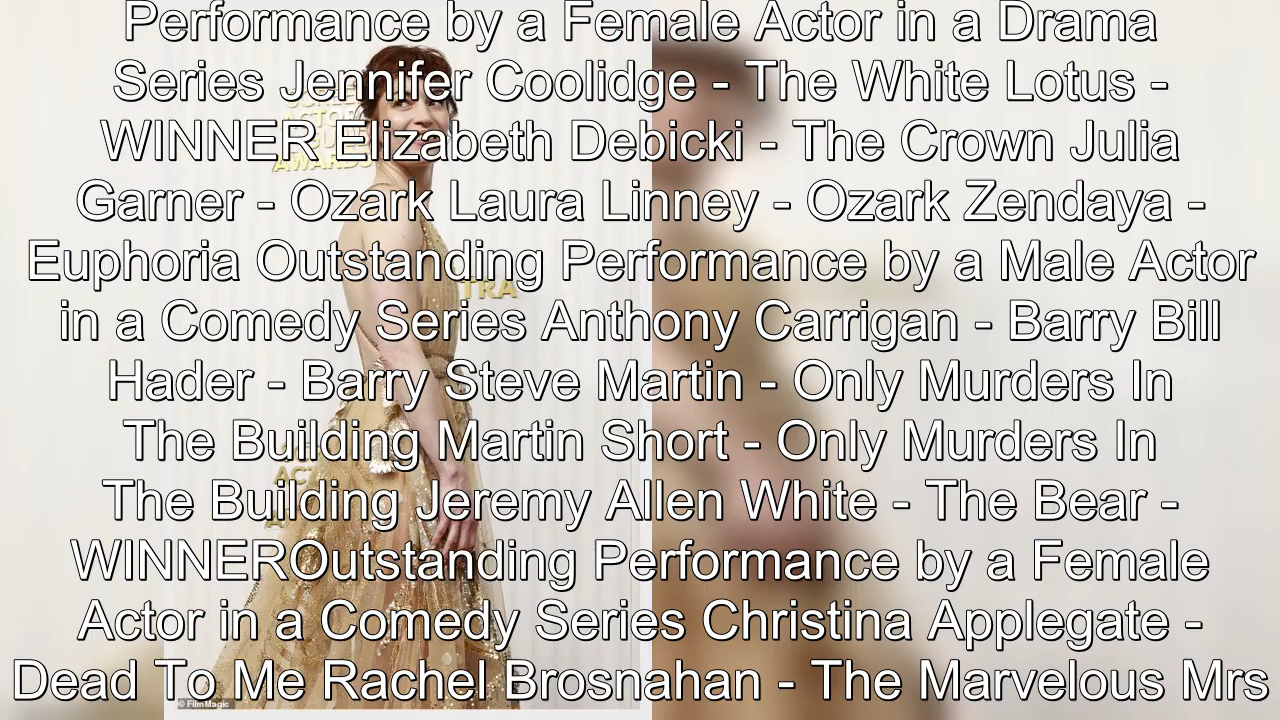 Performance by a Female Actor in a Drama
Series Jennifer Coolidge - The White Lotus -
WINNER Elizabeth Debicki - The Crown Julia
Garner - Ozark Laura Linney - Ozark Zendaya -
Euphoria Outstanding Performance by a Male Actor
in a Comedy Series Anthony Carrigan - Barry Bill
Hader - Barry Steve Martin - Only Murders In
The Building Martin Short - Only Murders In
The Building Jeremy Allen White - The Bear -
WINNEROutstanding Performance by a Female
Actor in a Comedy Series Christina Applegate -
Dead To Me Rachel Brosnahan - The Marvelous Mrs
AWARDS
TRA
© FilmMagic